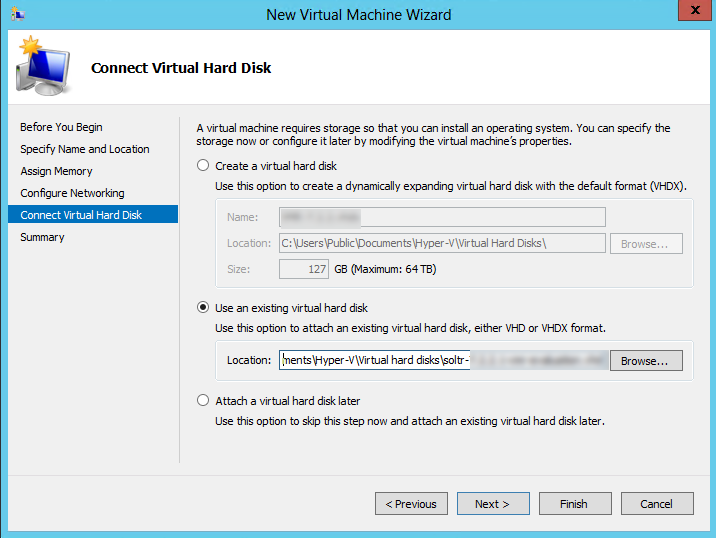 New Virtual Machine Wizard
x
Connect Virtual Hard Disk
Before You Begin
Specify Name and Location
Assign Memory
Configure Networking
Connect Virtual Hard Disk
Summary
A virtual machine requires storage so that you can install an operating system. You can specify the
storage now or configure it later by modifying the virtual machine's properties.
Create a virtual hard disk
Use this option to create a dynamically expanding virtual hard disk with the default format (VHDX).
Name:
Location: C:\Users\Public\Documents\Hyper-V\Virtual Hard Disks\ Browse...
Size: 127 GB (Maximum: 64 TB)
Use an existing virtual hard disk
Use this option to attach an existing virtual hard disk, either VHD or VHDX format.
Location: ments\Hyper-V\Virtual hard disks\soltr- Browse...
Attach a virtual hard disk later
Use this option to skip this step now and attach an existing virtual hard disk later.
< Previous Next > Finish Cancel